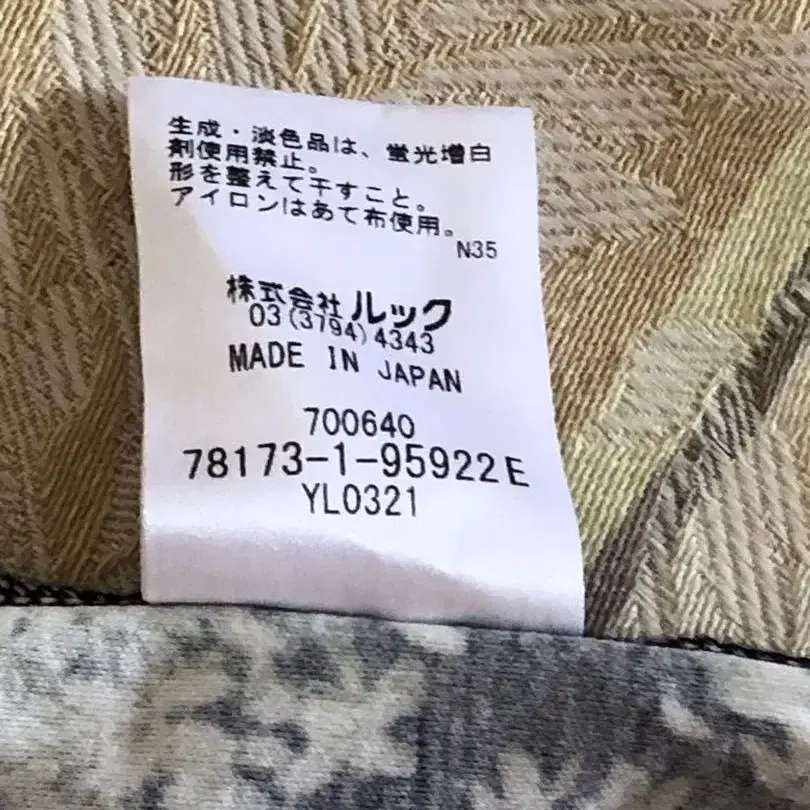 生成・淡色品は、蛍光増白
剤使用禁止。
形を整えて干すこと。
アイロンはあて布使用。
N35
株式会社ルック
03(3794)4343
MADE IN JAPAN
700640
78173-1-95922E
YL0321